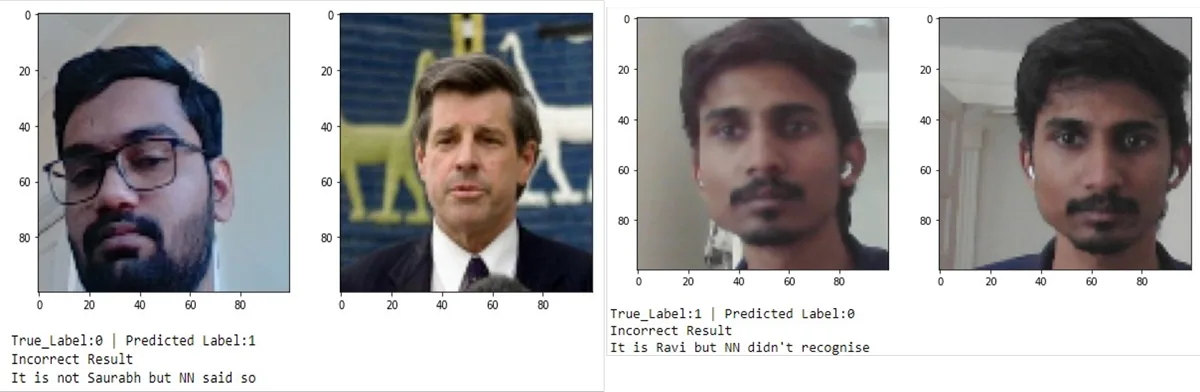 0
20
40
60
80
0 20 40 60 80
0
20
40
60
80
0 20 40 60 80
True_Label:0 | Predicted Label:1
Incorrect Result
It is not Saurabh but NN said so
0
20
40
60
80
0 20 40 60 80
0
20
40
60
80
0 20 40 60 80
True_Label:1 | Predicted Label:0
Incorrect Result
It is Ravi but NN didn't recognise